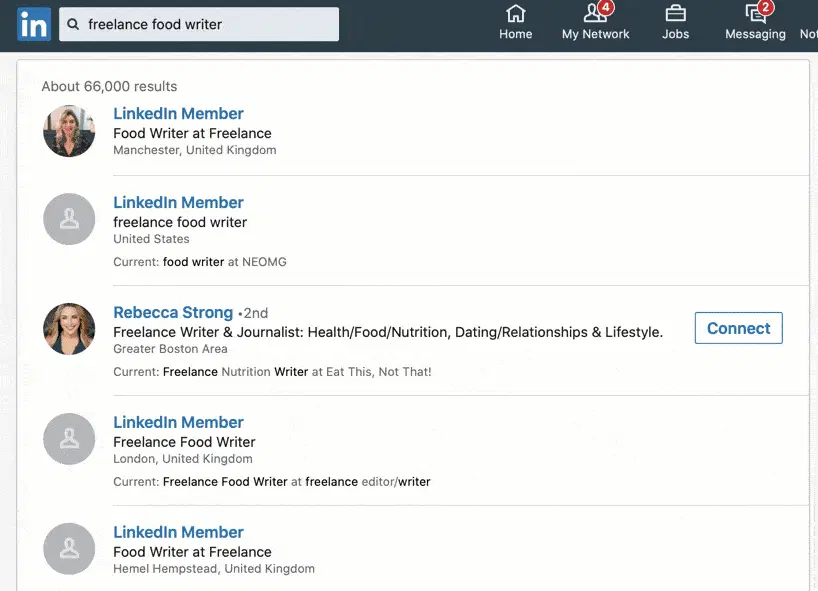 in
freelance food writer
4
2
Home
My Network
Jobs
Messaging
Not
About 66,000 results
LinkedIn Member
Food Writer at Freelance
Manchester, United Kingdom
LinkedIn Member
freelance food writer
United States
Current: food writer at NEOMG
Rebecca Strong •2nd
Freelance Writer & Journalist: Health/Food/Nutrition, Dating/Relationships & Lifestyle.
Greater Boston Area
Current: Freelance Nutrition Writer at Eat This, Not That!
Connect
LinkedIn Member
Freelance Food Writer
London, United Kingdom
Current: Freelance Food Writer at freelance editor/writer
LinkedIn Member
Food Writer at Freelance
Hemel Hempstead, United Kingdom